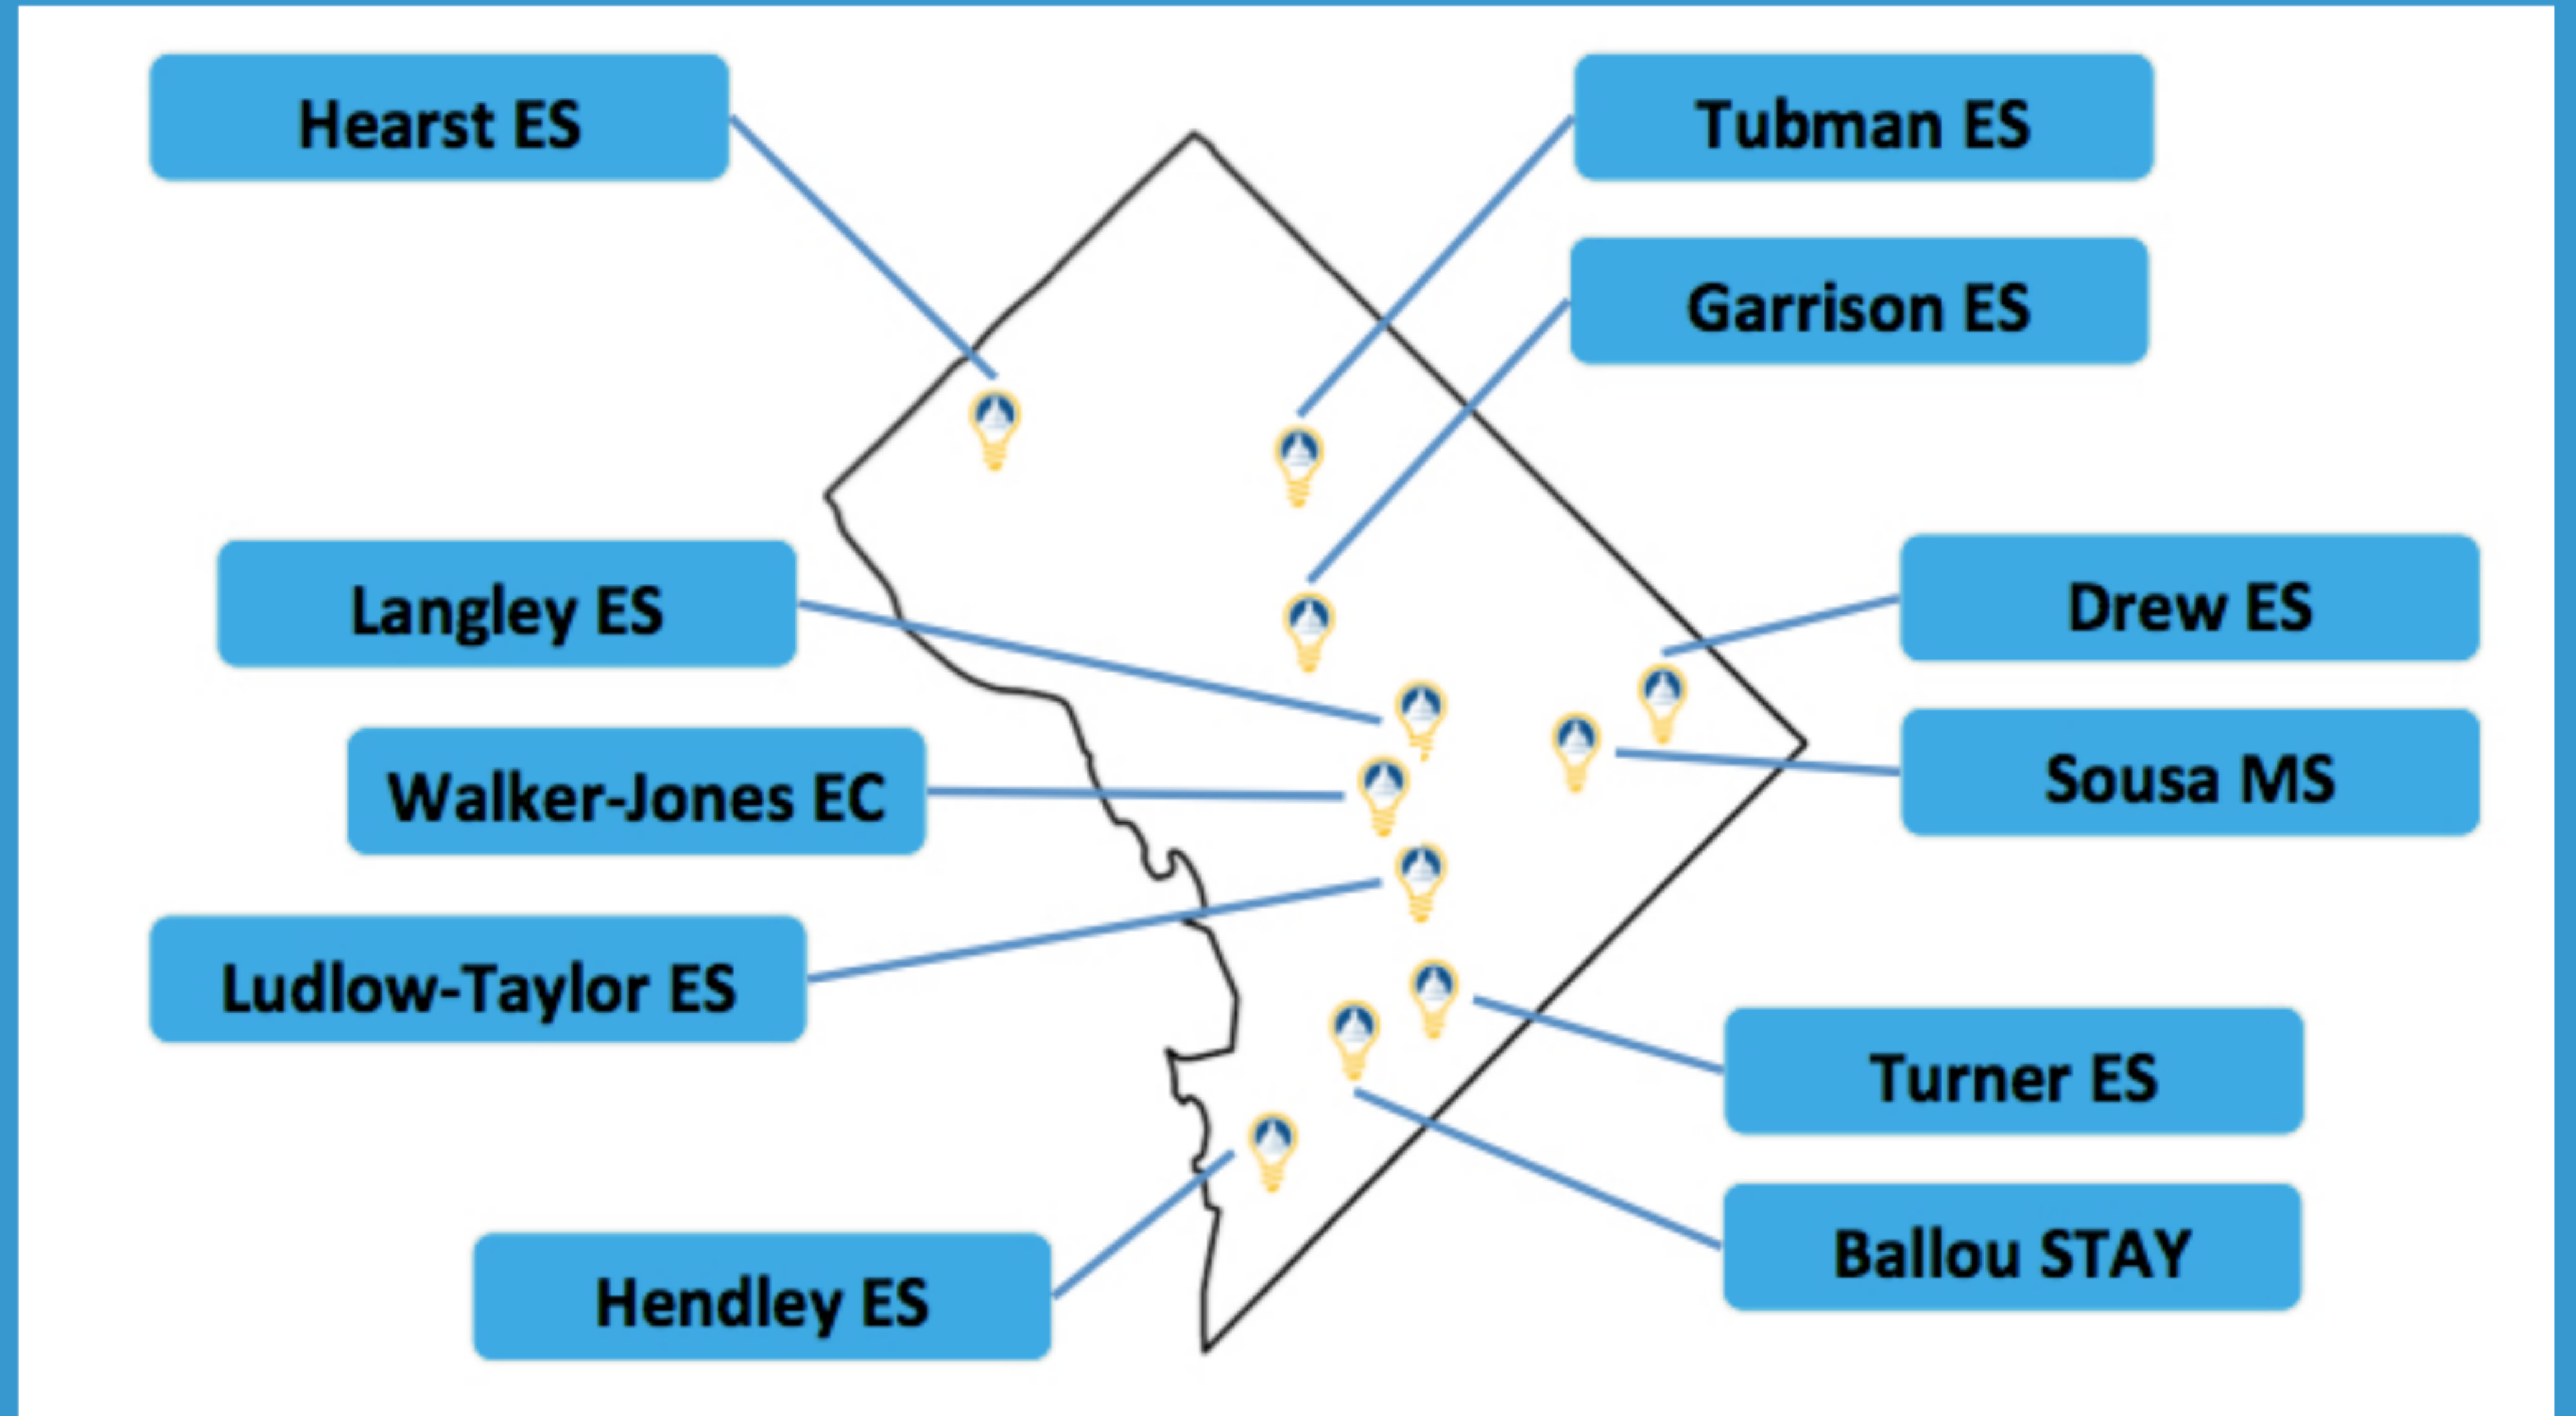 Hearst ES
Tubman ES
Garrison ES
Langley ES
Drew ES
Walker-Jones EC
Sousa MS
Ludlow-Taylor ES
Turner ES
Ballou STAY
Hendley ES